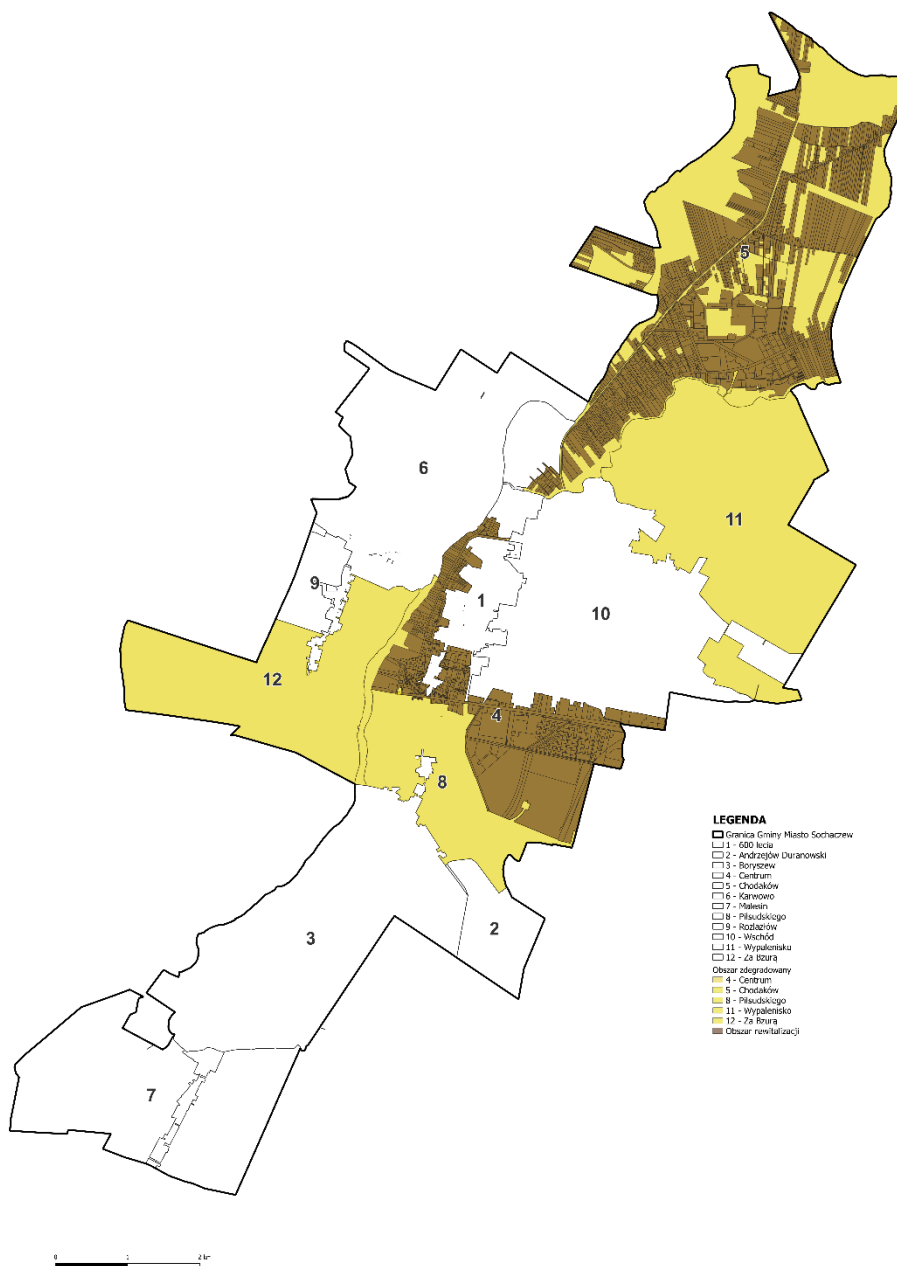 5
6
11
9
1
10
12
4
8
3
2
7
LEGENDA
Granica Gminy Miasto Sochaczew
1 - 600 lecia
2 - Andrzejów Duranowski
3 - Boryszew
4 - Centrum
5 - Chodaków
6 - Karwowo
7 - Malesin
8 - Piłsudskiego
9 - Rozlazłów
10 - Wschód
11 - Wypalenisko
12 - Za Bzurą
Obszar zdegradowany
4 - Centrum
5 - Chodaków
8 - Piłsudskiego
11 - Wypalenisko
12 - Za Bzurą
Obszar rewitalizacji
0 1 2 km